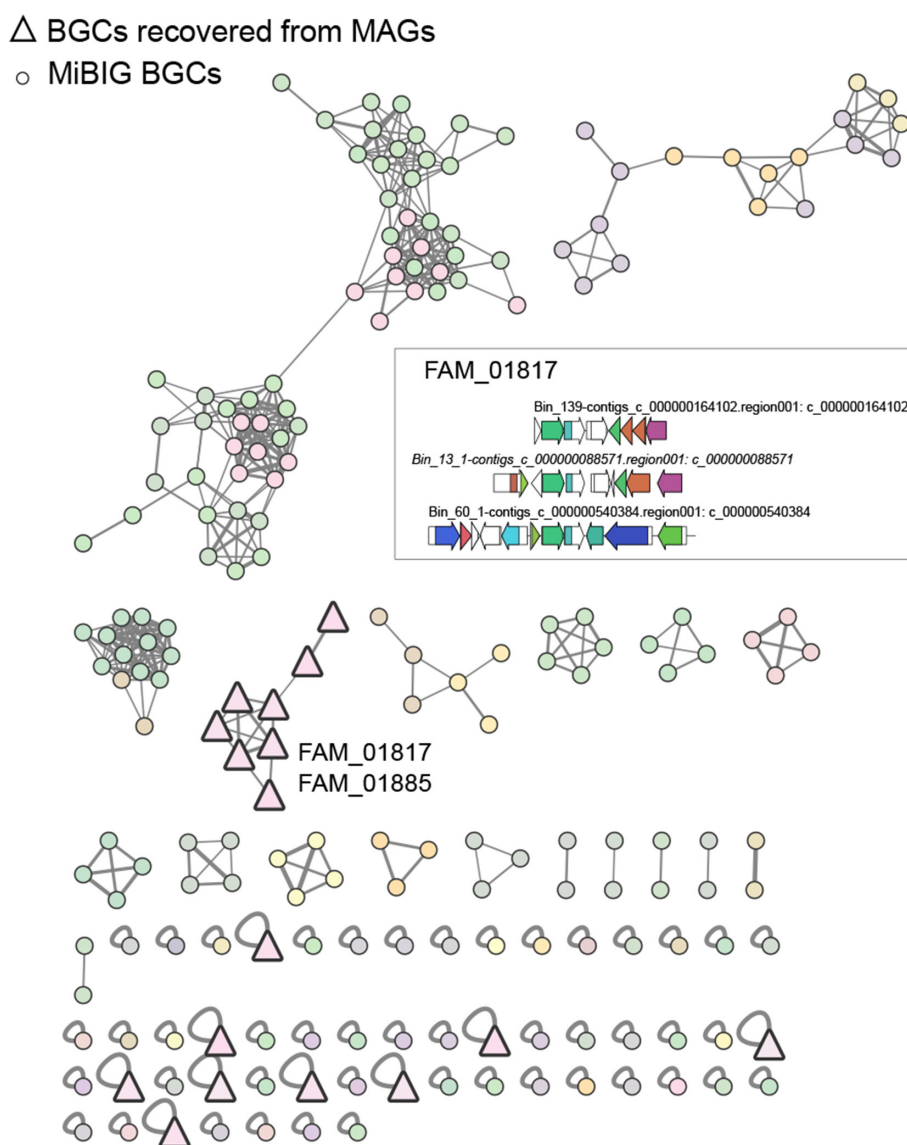 BGCs recovered from MAGs
MiBIG BGCs
FAM_01817
Bin_139-contigs_c_000000164102.region001: c_000000164102
Bin_13_1-contigs_c_000000088571.region001: c_000000088571
Bin_60_1-contigs_c_000000540384.region001: c_000000540384
FAM_01817
FAM_01885